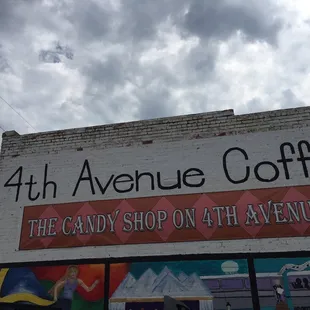 4th Avenue Coff
THE CANDY SHOP ON 4TH AVENU